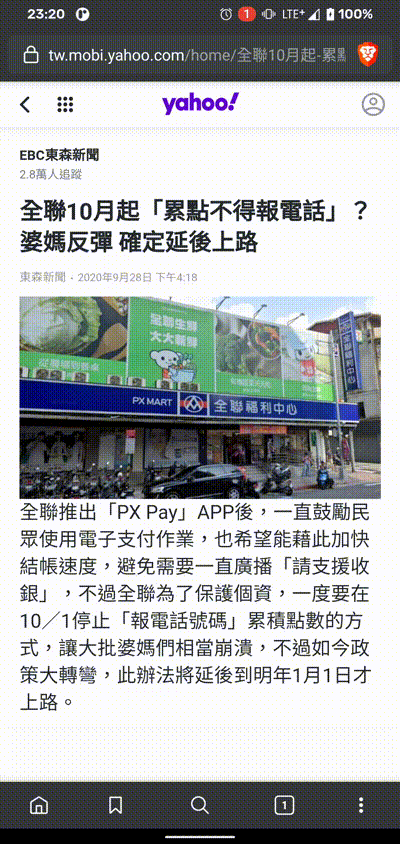 23:20
1
LTE+
100%
tw.mobi.yahoo.com/home/全聯10月起-累
yahoo!
EBC東森新聞
2.8萬人追蹤
全聯10月起「累點不得報電話」？
婆媽反彈 確定延後上路
東森新聞・2020年9月28日 下午4:18
全聯生鮮
大大新鮮
PX MART 全聯福利中心
全聯推出「PX Pay」APP後，一直鼓勵民
眾使用電子支付作業，也希望能藉此加快
結帳速度，避免需要一直廣播「請支援收
銀」，不過全聯為了保護個資，一度要在
10／1停止「報電話號碼」累積點數的方
式，讓大批婆媽們相當崩潰，不過如今政
策大轉彎，此辦法將延後到明年1月1日才
上路。
1